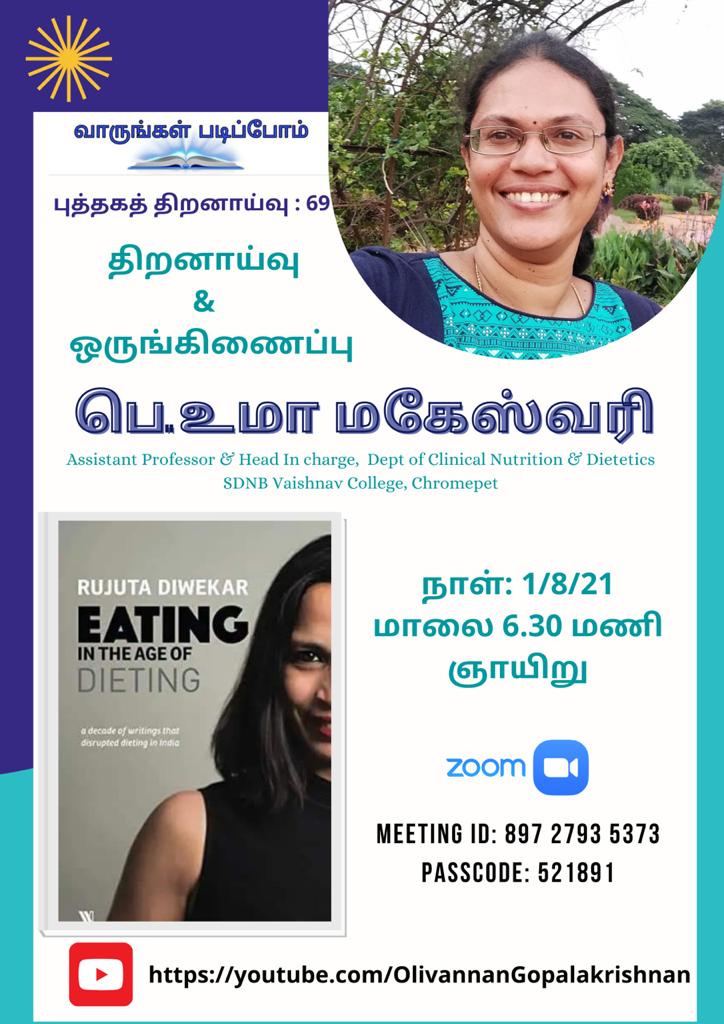 வாருங்கள் படிப்போம்
புத்தகத் திறனாய்வு : 69
திறனாய்வு
&
ஒருங்கிணைப்பு
பெ.உமா மகேஸ்வரி
Assistant Professor & Head In charge, Dept of Clinical Nutrition & Dietetics
SDNB Vaishnav College, Chromepet
RUJUTA DIWEKAR
EATING
IN THE AGE OF
DIETING
a decade of writings that
disrupted dieting in India
W
நாள்: 1/8/21
மாலை 6.30 மணி
ஞாயிறு
zoom
MEETING ID: 897 2793 5373
PASSCODE: 521891
https://youtube.com/OlivannanGopalakrishnan